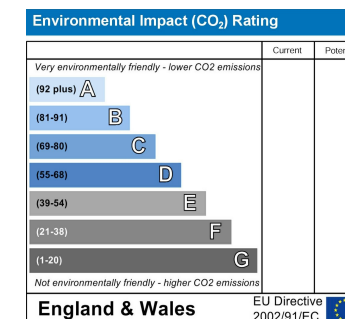 Environmental Impact (CO₂) Rating
Current
Very environmentally friendly - lower CO2 emissions
(92 plus) A
(81-91) B
(69-80) C
(55-68) D
(39-54) E
(21-38) F
(1-20) G
Not environmentally friendly - higher CO2 emissions
England & Wales
EU Directive
2002/91/EC